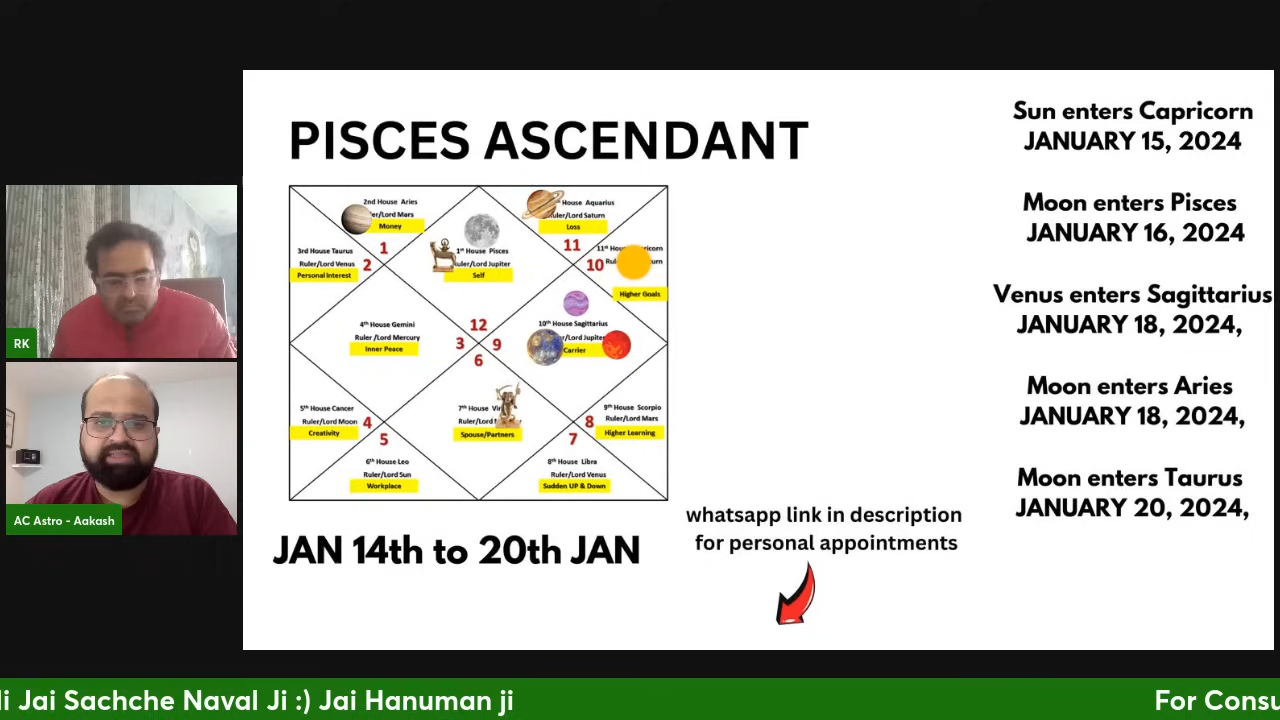 PISCES ASCENDANT
2nd House Aries
Ruler/Lord Mars
Money
1
House Aquarius
Ruler/Lord Saturn
Loss
11
3rd House Taurus
Ruler/Lord Venus
Personal Interest
2
1st House Pisces
Ruler/Lord Jupiter
Self
10
Higher Goals
4th House Gemini
Ruler/Lord Mercury
Inner Peace
12
3
9
6
10th House Sagittarius
/Lord Jupiter
Carrier
5th House Cancer
Ruler/Lord Moon
Creativity
4
5
7th House
Ruler/Lord
Spouse/Partners
8
7
9th House Scorpio
Ruler/Lord Mars
Higher Learning
6th House Leo
Ruler/Lord Sun
Workplace
8th House Libra
Ruler/Lord Venus
Sudden UP & Down
JAN 14th to 20th JAN
whatsapp link in description
for personal appointments
Sun enters Capricorn
JANUARY 15, 2024
Moon enters Pisces
JANUARY 16, 2024
Venus enters Sagittarius
JANUARY 18, 2024,
Moon enters Aries
JANUARY 18, 2024,
Moon enters Taurus
JANUARY 20, 2024,
RK
AC Astro - Aakash
Jai Sachche Naval Ji :) Jai Hanuman ji
For Consu